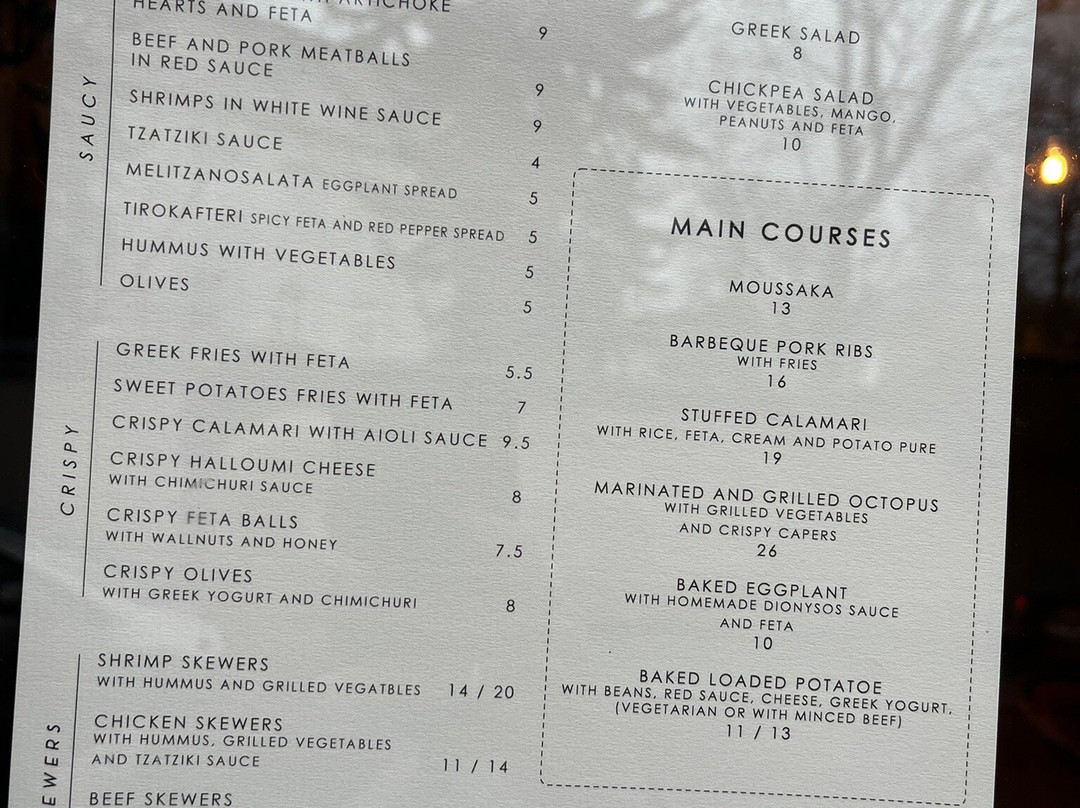 ARTICHOKE
HEARTS AND FETA 9
BEEF AND PORK MEATBALLS
IN RED SAUCE 9
SHRIMPS IN WHITE WINE SAUCE 9
TZATZIKI SAUCE 4
MELITZANOSALATA EGGPLANT SPREAD 5
TIROKAFTERI SPICY FETA AND RED PEPPER SPREAD 5
HUMMUS WITH VEGETABLES 5
OLIVES 5
SAUCY
GREEK FRIES WITH FETA 5.5
SWEET POTATOES FRIES WITH FETA 7
CRISPY CALAMARI WITH AIOLI SAUCE 9.5
CRISPY HALLOUMI CHEESE
WITH CHIMICHURI SAUCE 8
CRISPY FETA BALLS
WITH WALLNUTS AND HONEY 7.5
CRISPY OLIVES
WITH GREEK YOGURT AND CHIMICHURI 8
CRISPY
SHRIMP SKEWERS
WITH HUMMUS AND GRILLED VEGATBLES 14 / 20
CHICKEN SKEWERS
WITH HUMMUS, GRILLED VEGETABLES
AND TZATZIKI SAUCE 11 / 14
BEEF SKEWERS
EWERS
GREEK SALAD
8
CHICKPEA SALAD
WITH VEGETABLES, MANGO,
PEANUTS AND FETA
10
MAIN COURSES
MOUSSAKA
13
BARBEQUE PORK RIBS
WITH FRIES
16
STUFFED CALAMARI
WITH RICE, FETA, CREAM AND POTATO PURE
19
MARINATED AND GRILLED OCTOPUS
WITH GRILLED VEGETABLES
AND CRISPY CAPERS
26
BAKED EGGPLANT
WITH HOMEMADE DIONYSOS SAUCE
AND FETA
10
BAKED LOADED POTATOE
WITH BEANS, RED SAUCE, CHEESE, GREEK YOGURT,
(VEGETARIAN OR WITH MINCED BEEF)
11 / 13